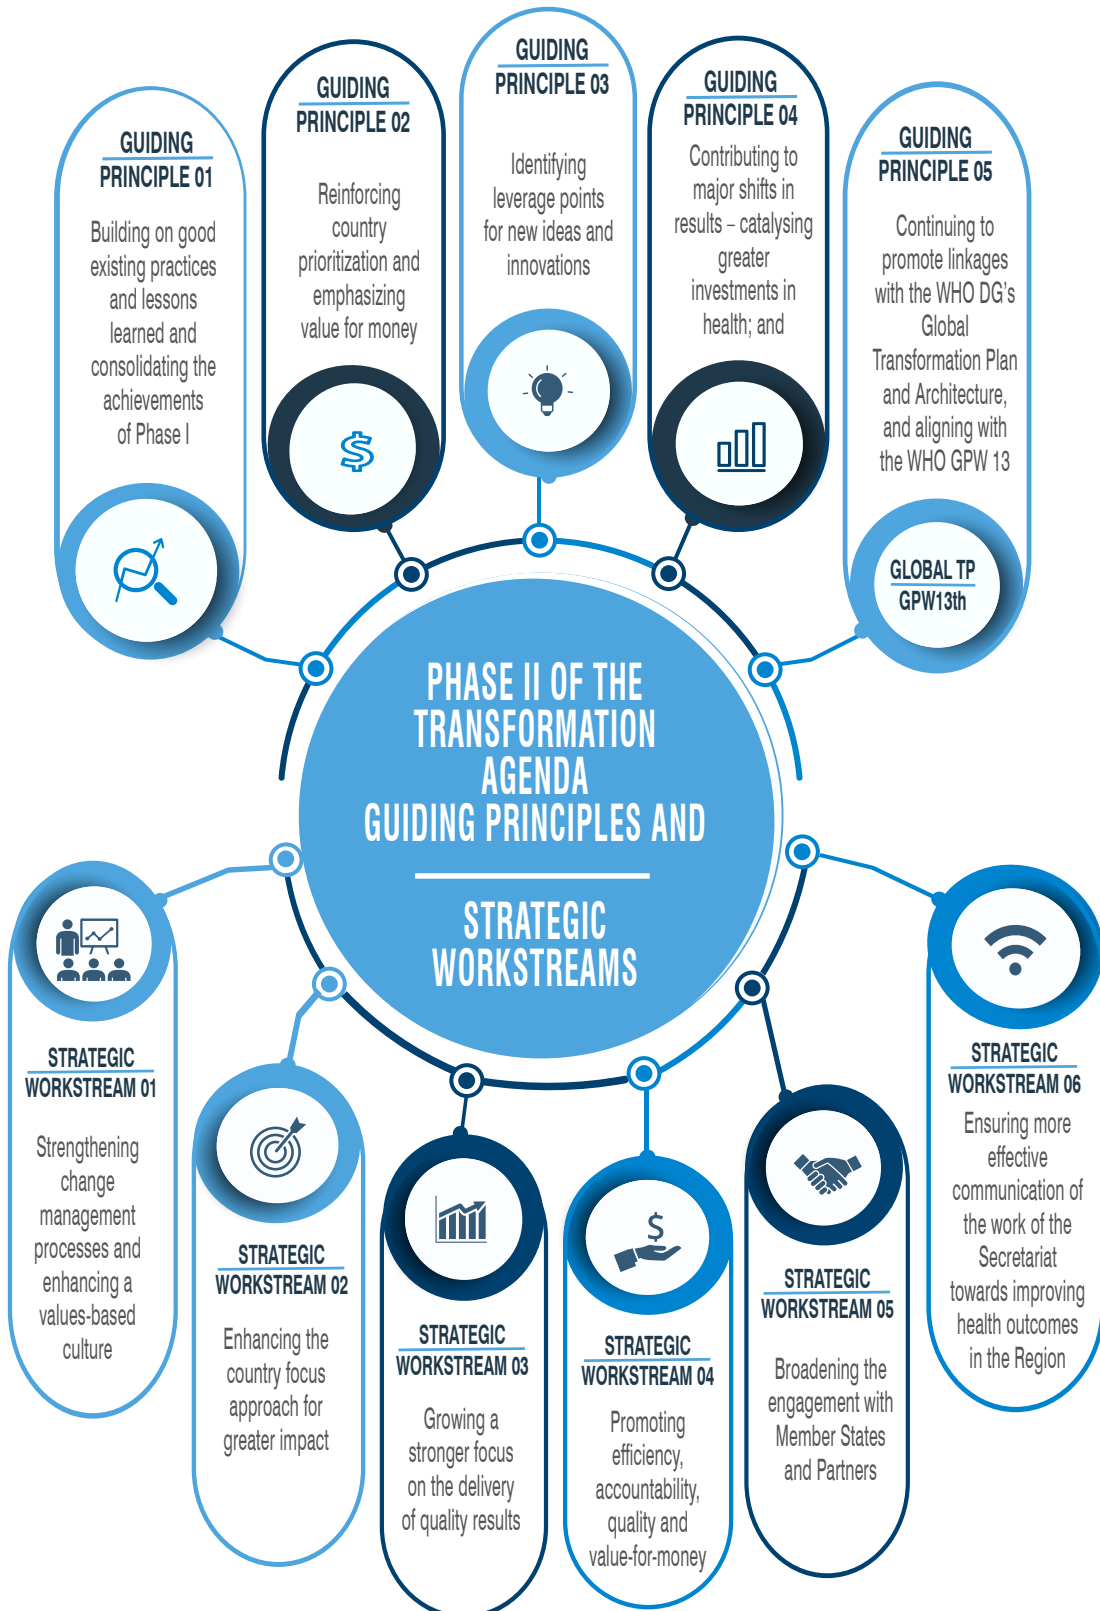 GUIDING
PRINCIPLE 01
Building on good
existing practices
and lessons
learned and
consolidating the
achievements
of Phase I
GUIDING
PRINCIPLE 02
Reinforcing
country
prioritization and
emphasizing
value for money
$
GUIDING
PRINCIPLE 03
Identifying
leverage points
for new ideas and
innovations
GUIDING
PRINCIPLE 04
Contributing to
major shifts in
results – catalysing
greater
investments in
health; and
GUIDING
PRINCIPLE 05
Continuing to
promote linkages
with the WHO DG's
Global
Transformation Plan
and Architecture,
and aligning with
the WHO GPW 13
GLOBAL TP
GPW13th
PHASE II OF THE
TRANSFORMATION
AGENDA
GUIDING PRINCIPLES AND
STRATEGIC
WORKSTREAMS
STRATEGIC
WORKSTREAM 01
Strengthening
change
management
processes and
enhancing a
values-based
culture
STRATEGIC
WORKSTREAM 02
Enhancing the
country focus
approach for
greater impact
STRATEGIC
WORKSTREAM 03
Growing a
stronger focus
on the delivery
of quality results
$
STRATEGIC
WORKSTREAM 04
Promoting
efficiency,
accountability,
quality and
value-for-money
STRATEGIC
WORKSTREAM 05
Broadening the
engagement with
Member States
and Partners
STRATEGIC
WORKSTREAM 06
Ensuring more
effective
communication of
the work of the
Secretariat
towards improving
health outcomes
in the Region